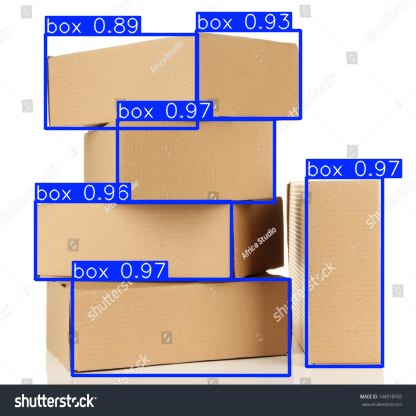 box 0.89
box 0.93
Africa Studio
box 0.97
shutterstock
box 0.97
box 0.96
shutterstock
Africa Studio
box 0.97
shutterstock
shutterstock
IMAGE ID: 144918769
www.shutterstock.com